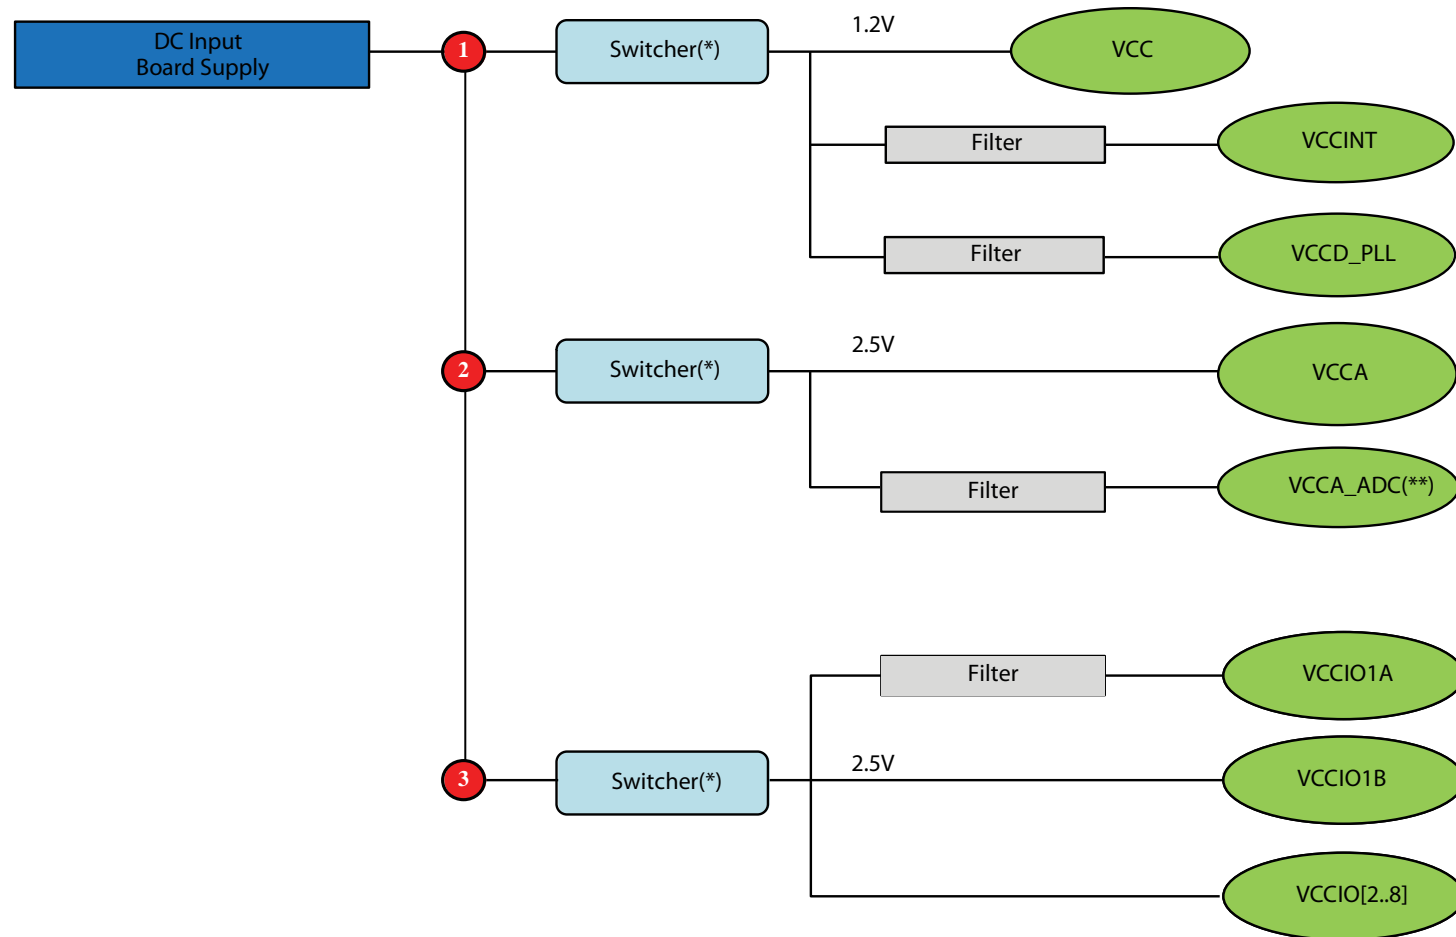 DC Input
Board Supply
1
Switcher(*)
1.2V
VCC
Filter
VCCINT
Filter
VCCD_PLL
2
Switcher(*)
2.5V
VCCA
Filter
VCCA_ADC(**)
Filter
VCCIO1A
3
Switcher(*)
2.5V
VCCIO1B
VCCIO[2..8]